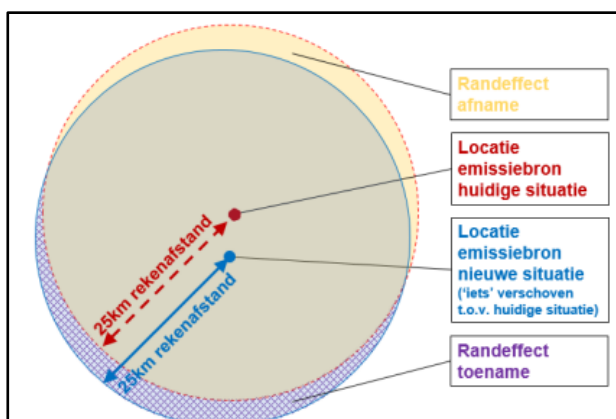 Randeffect
afname
Locatie
emissiebron
huidige situatie
Locatie
emissiebron
nieuwe situatie
('iets' verschoven
t.o.v. huidige situatie)
Randeffect
toename
25km rekenafstand
25km rekenafstand